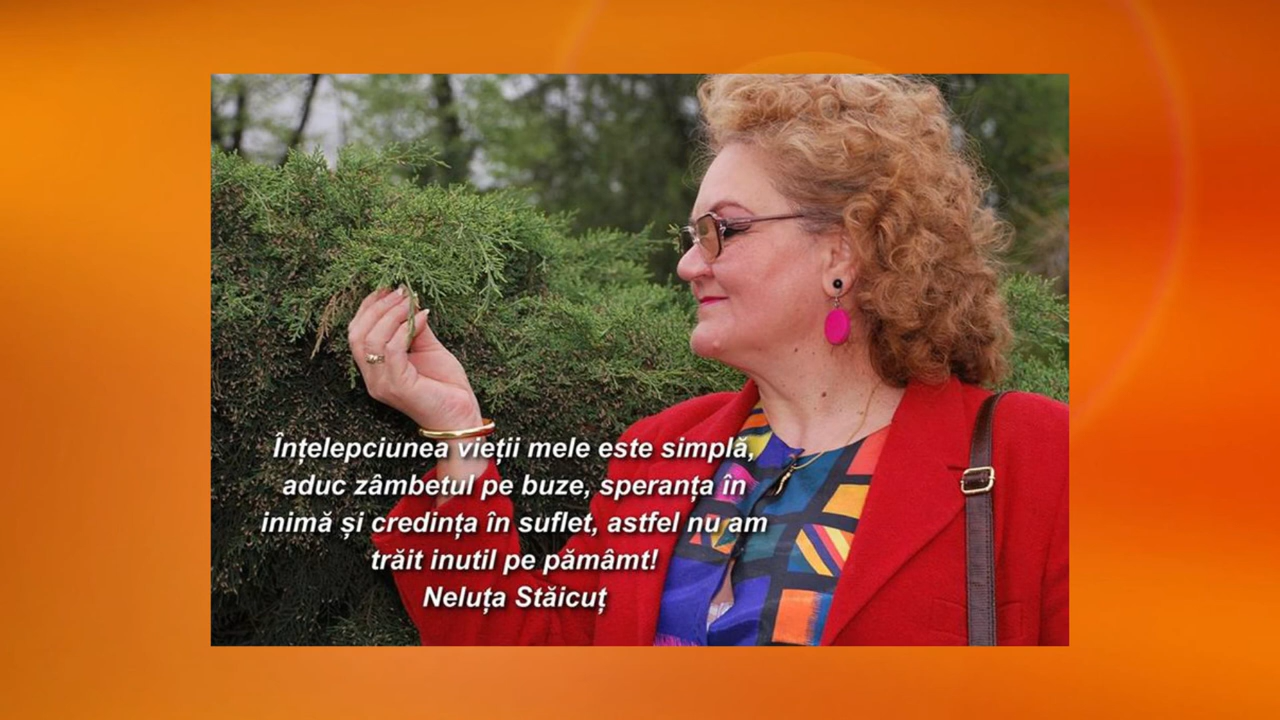 Înțelepciunea vieții mele este simplă,
aduc zâmbetul pe buze, speranța în
inimă și credința în suflet, astfel nu am
trăit inutil pe pămâmt!
Neluța Stăicuț